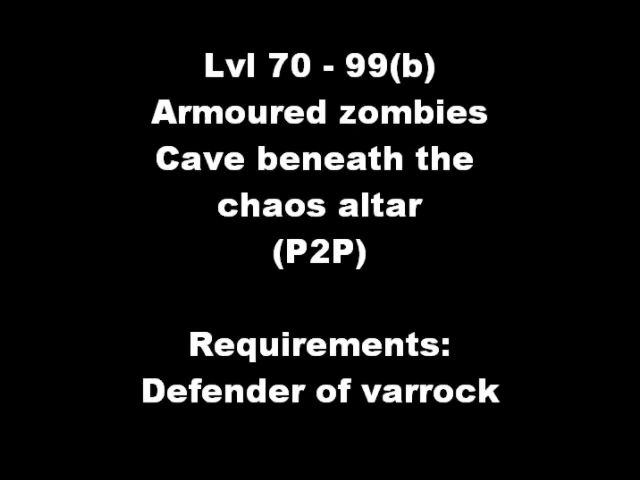 Lvl 70 - 99(b)
Armoured zombies
Cave beneath the
chaos altar
(P2P)
Requirements:
Defender of varrock